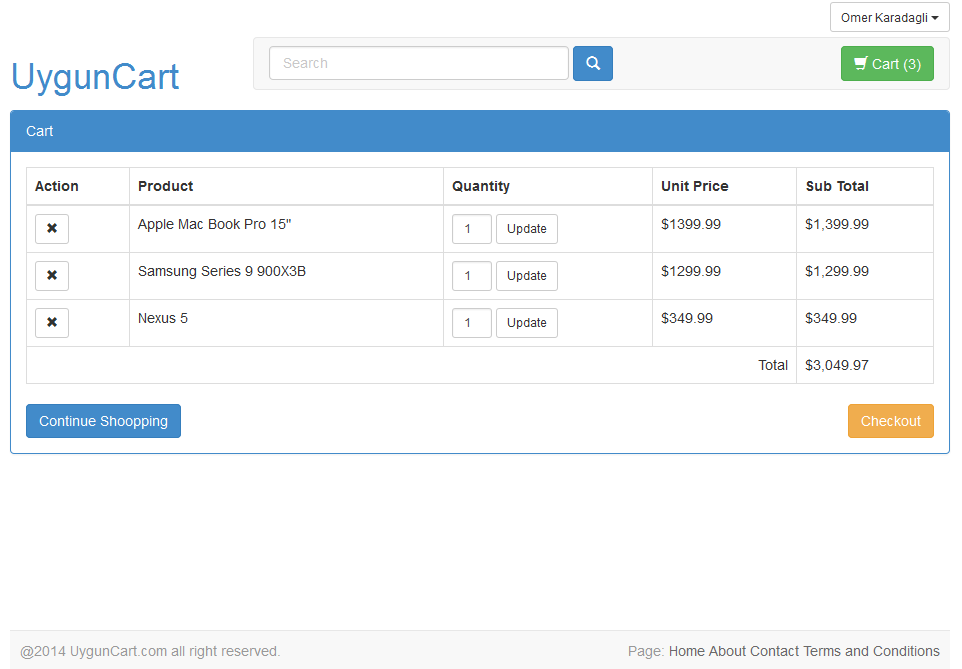 Omer Karadagli
UygunCart
Search
Cart (3)
Cart
Action Product Quantity Unit Price Sub Total
Apple Mac Book Pro 15" 1 Update $1399.99 $1,399.99
Samsung Series 9 900X3B 1 Update $1299.99 $1,299.99
Nexus 5 1 Update $349.99 $349.99
Total $3,049.97
Continue Shoopping Checkout
@2014 UygunCart.com all right reserved. Page: Home About Contact Terms and Conditions